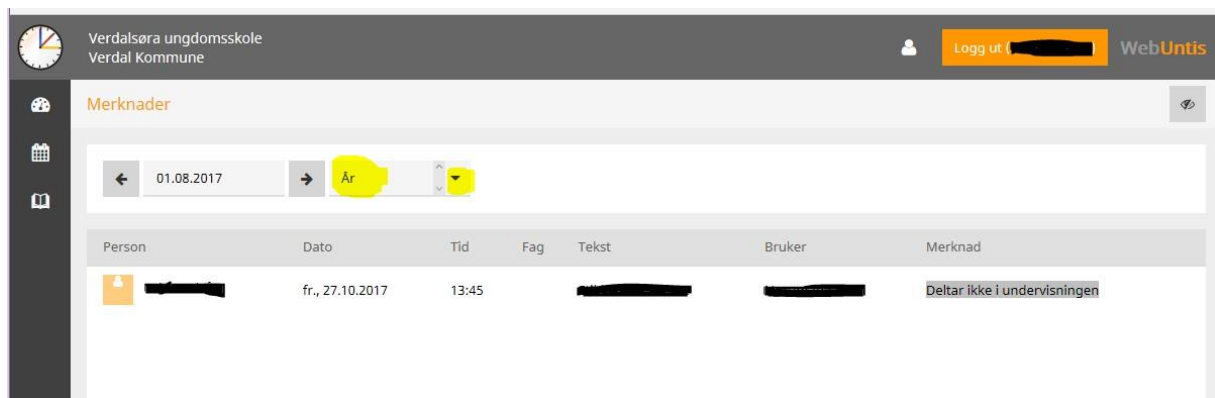 Verdalsøra ungdomsskole
Verdal Kommune
Logg ut (
WebUntis
Merknader
01.08.2017 År
Person Dato Tid Fag Tekst Bruker Merknad
fr., 27.10.2017 13:45 Deltar ikke i undervisningen